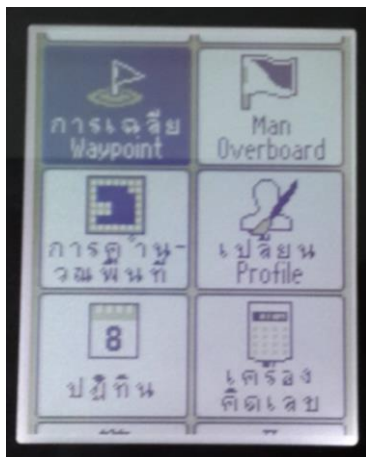 การเฉลี่ย
Waypoint
Man
Overboard
การคำน-
วณพื้นที่
เปลี่ยน
Profile
8
ปฏิทิน
เครื่อง
คิดเลข